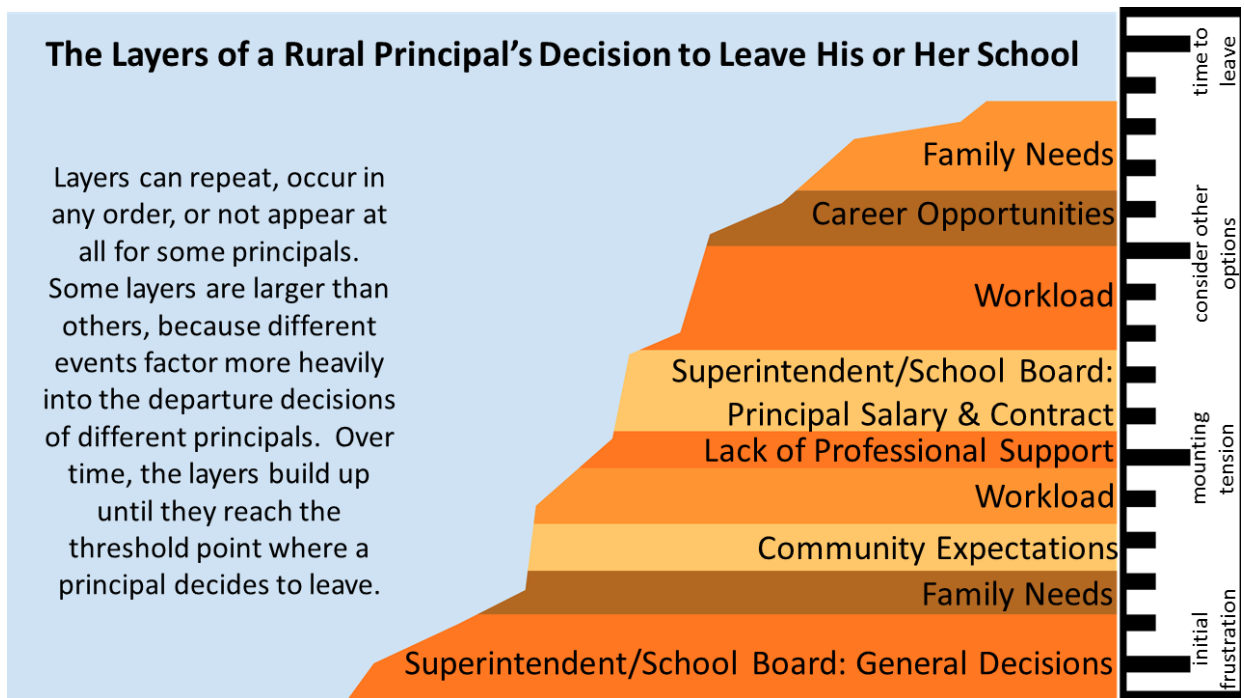 The Layers of a Rural Principal's Decision to Leave His or Her School
Layers can repeat, occur in
any order, or not appear at
all for some principals.
Some layers are larger than
others, because different
events factor more heavily
into the departure decisions
of different principals.  Over
time, the layers build up
until they reach the
threshold point where a
principal decides to leave.
Family Needs
Career Opportunities
Workload
Superintendent/School Board:
Principal Salary & Contract
Lack of Professional Support
Workload
Community Expectations
Family Needs
Superintendent/School Board: General Decisions
time to
leave
consider other
options
mounting
tension
initial
frustration